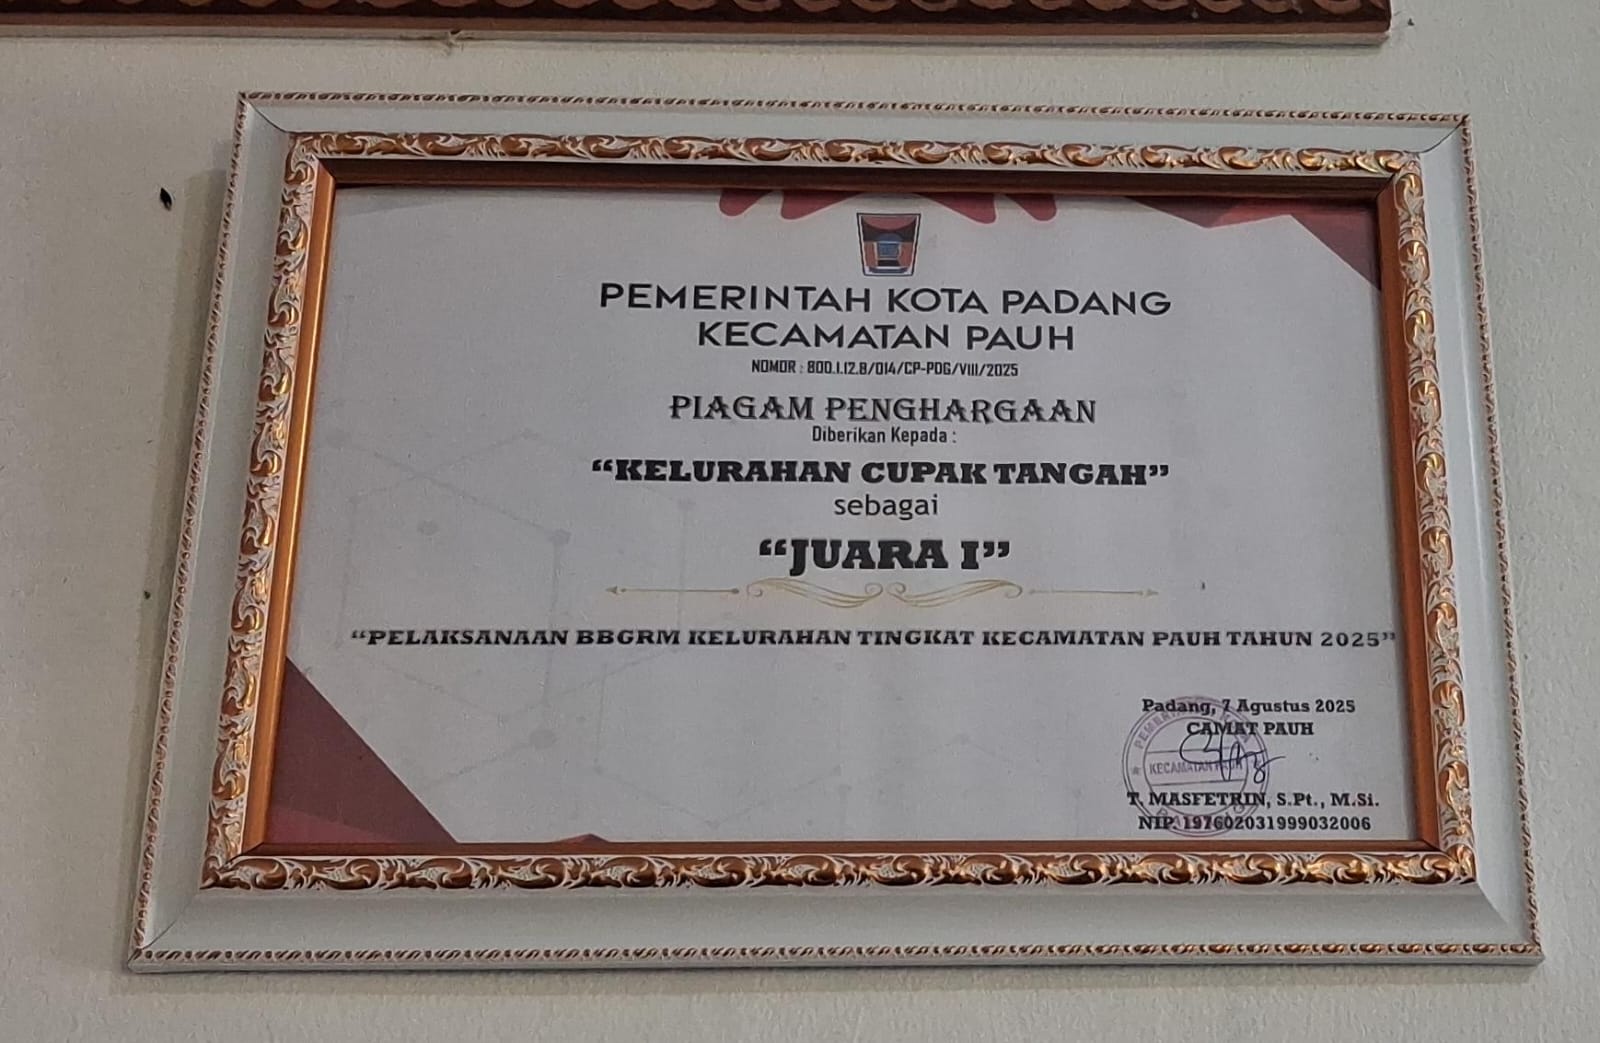 PEMERINTAH KOTA PADANG
KECAMATAN PAUH
NOMOR : 800.1.12.8/014/CP-PDG/VIII/2025
PIAGAM PENGHARGAAN
Diberikan Kepada :
“KELURAHAN CUPAK TANGAH”
sebagai
“JUARA I”
“PELAKSANAAN BBGRM KELURAHAN TINGKAT KECAMATAN PAUH TAHUN 2025”
Padang, 7 Agustus 2025
CAMAT PAUH
KECAMATAN PAUH
T. MASFETRIN, S.Pt., M.Si.
NIP. 197602031999032006